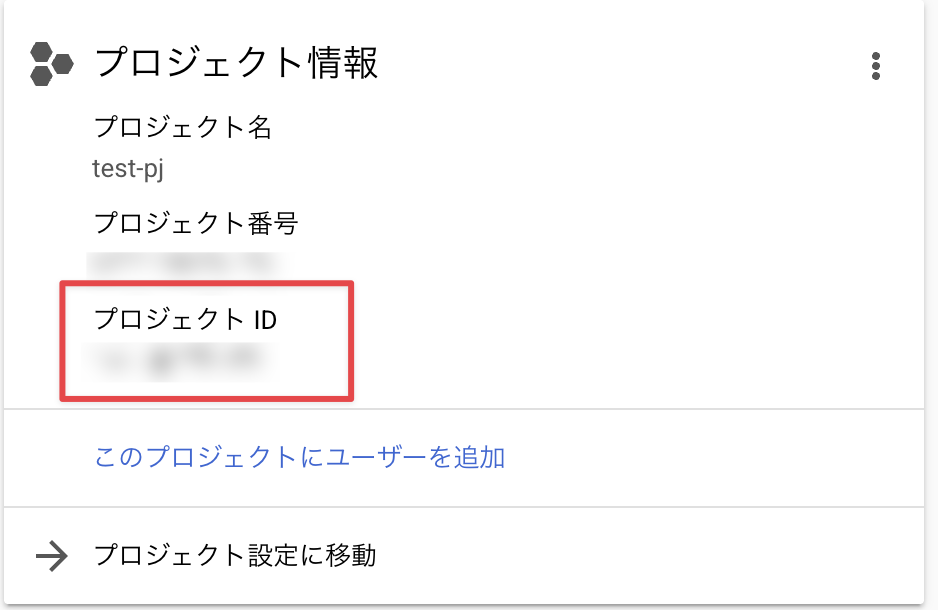 プロジェクト情報
プロジェクト名
test-pj
プロジェクト番号
プロジェクト ID
このプロジェクトにユーザーを追加
プロジェクト設定に移動